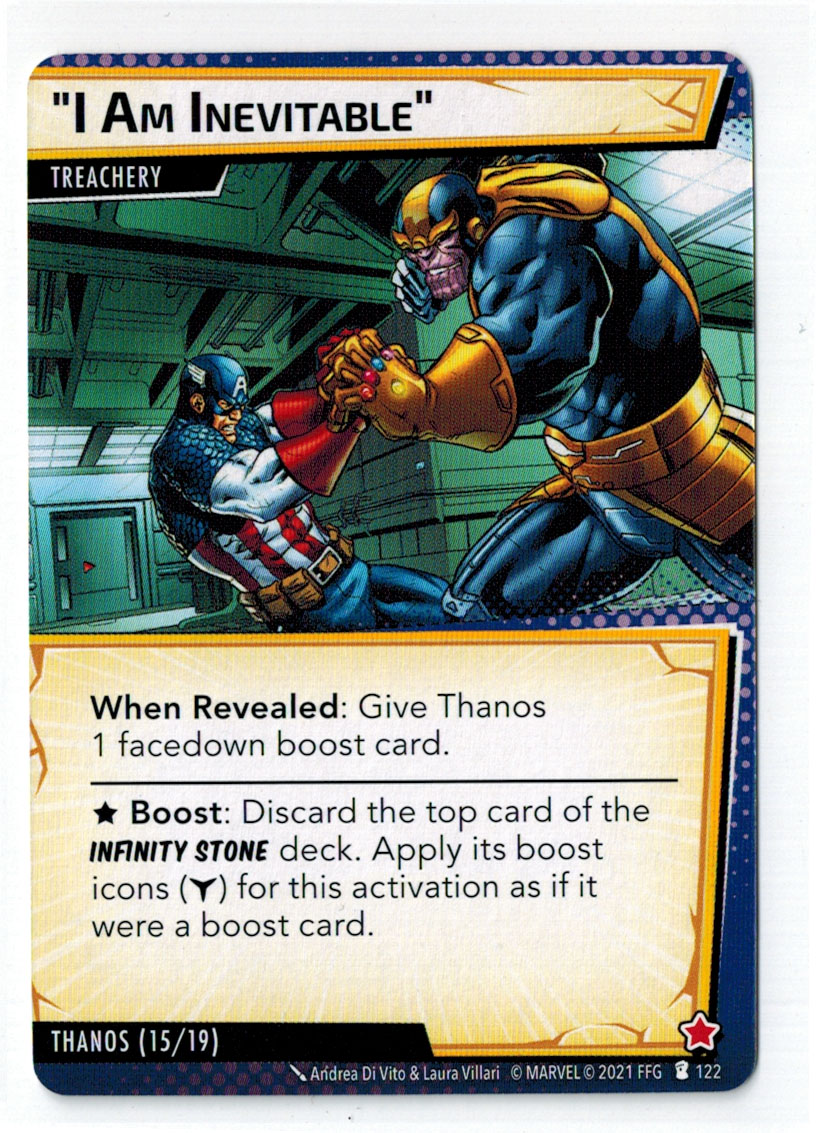 "I Am Inevitable"
TREACHERY
When Revealed: Give Thanos
1 facedown boost card.
★ Boost: Discard the top card of the
INFINITY STONE deck. Apply its boost
icons ( ) for this activation as if it
were a boost card.
THANOS (15/19)
Andrea Di Vito & Laura Villari © MARVEL © 2021 FFG 122